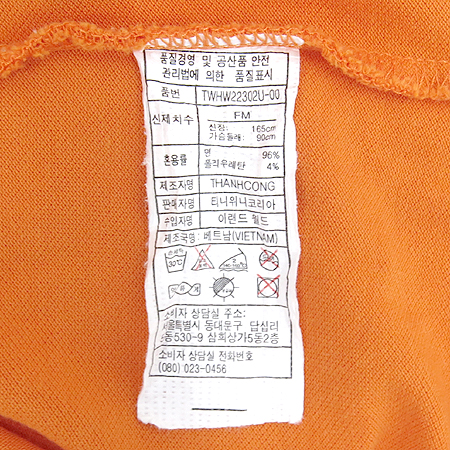 품질경영 및 공산품 안전
관리법에 의한 품질표시
품번 TWHW22302U-00
신체치수 FM
신장: 165cm
가슴둘레: 90cm
혼용률 면 96%
폴리우레탄 4%
제조자명 THANHCONG
판매자명 티니위니코리아
수입자명 이랜드 월드
제조국명: 베트남(VIETNAM)
30℃
소비자 상담실 주소
서울특별시 동대문구 답십리
동530-9 삼희상가5동2층
소비자 상담실 전화번호
(080) 023-0456